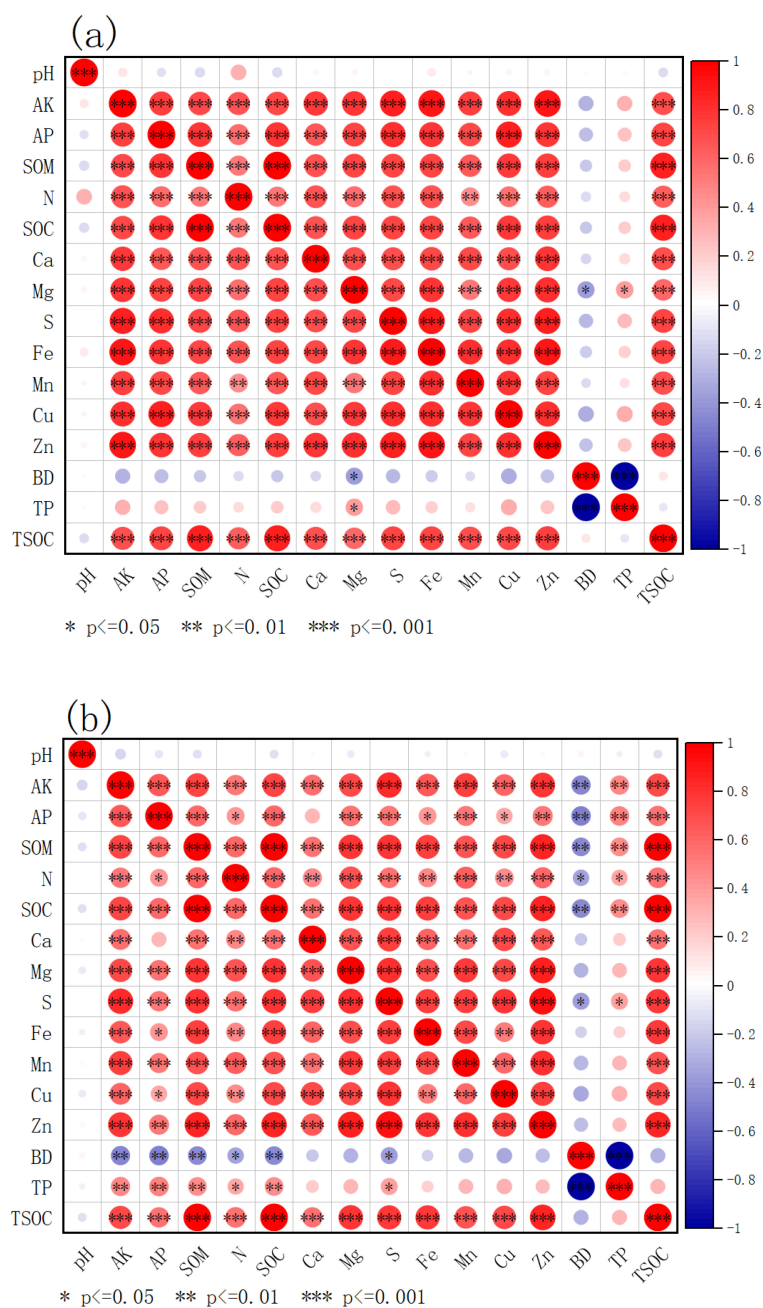 (a)
pH
AK
AP
SOM
N
SOC
Ca
Mg
S
Fe
Mn
Cu
Zn
BD
TP
TSOC
pH AK AP SOM N SOC Ca Mg S Fe Mn Cu Zn BD TP TSOC
1
0.8
0.6
0.4
0.2
0
-0.2
-0.4
-0.6
-0.8
-1
* p<=0.05 ** p<=0.01 *** p<=0.001
(b)
pH
AK
AP
SOM
N
SOC
Ca
Mg
S
Fe
Mn
Cu
Zn
BD
TP
TSOC
pH AK AP SOM N SOC Ca Mg S Fe Mn Cu Zn BD TP TSOC
1
0.8
0.6
0.4
0.2
0
-0.2
-0.4
-0.6
-0.8
-1
* p<=0.05 ** p<=0.01 *** p<=0.001